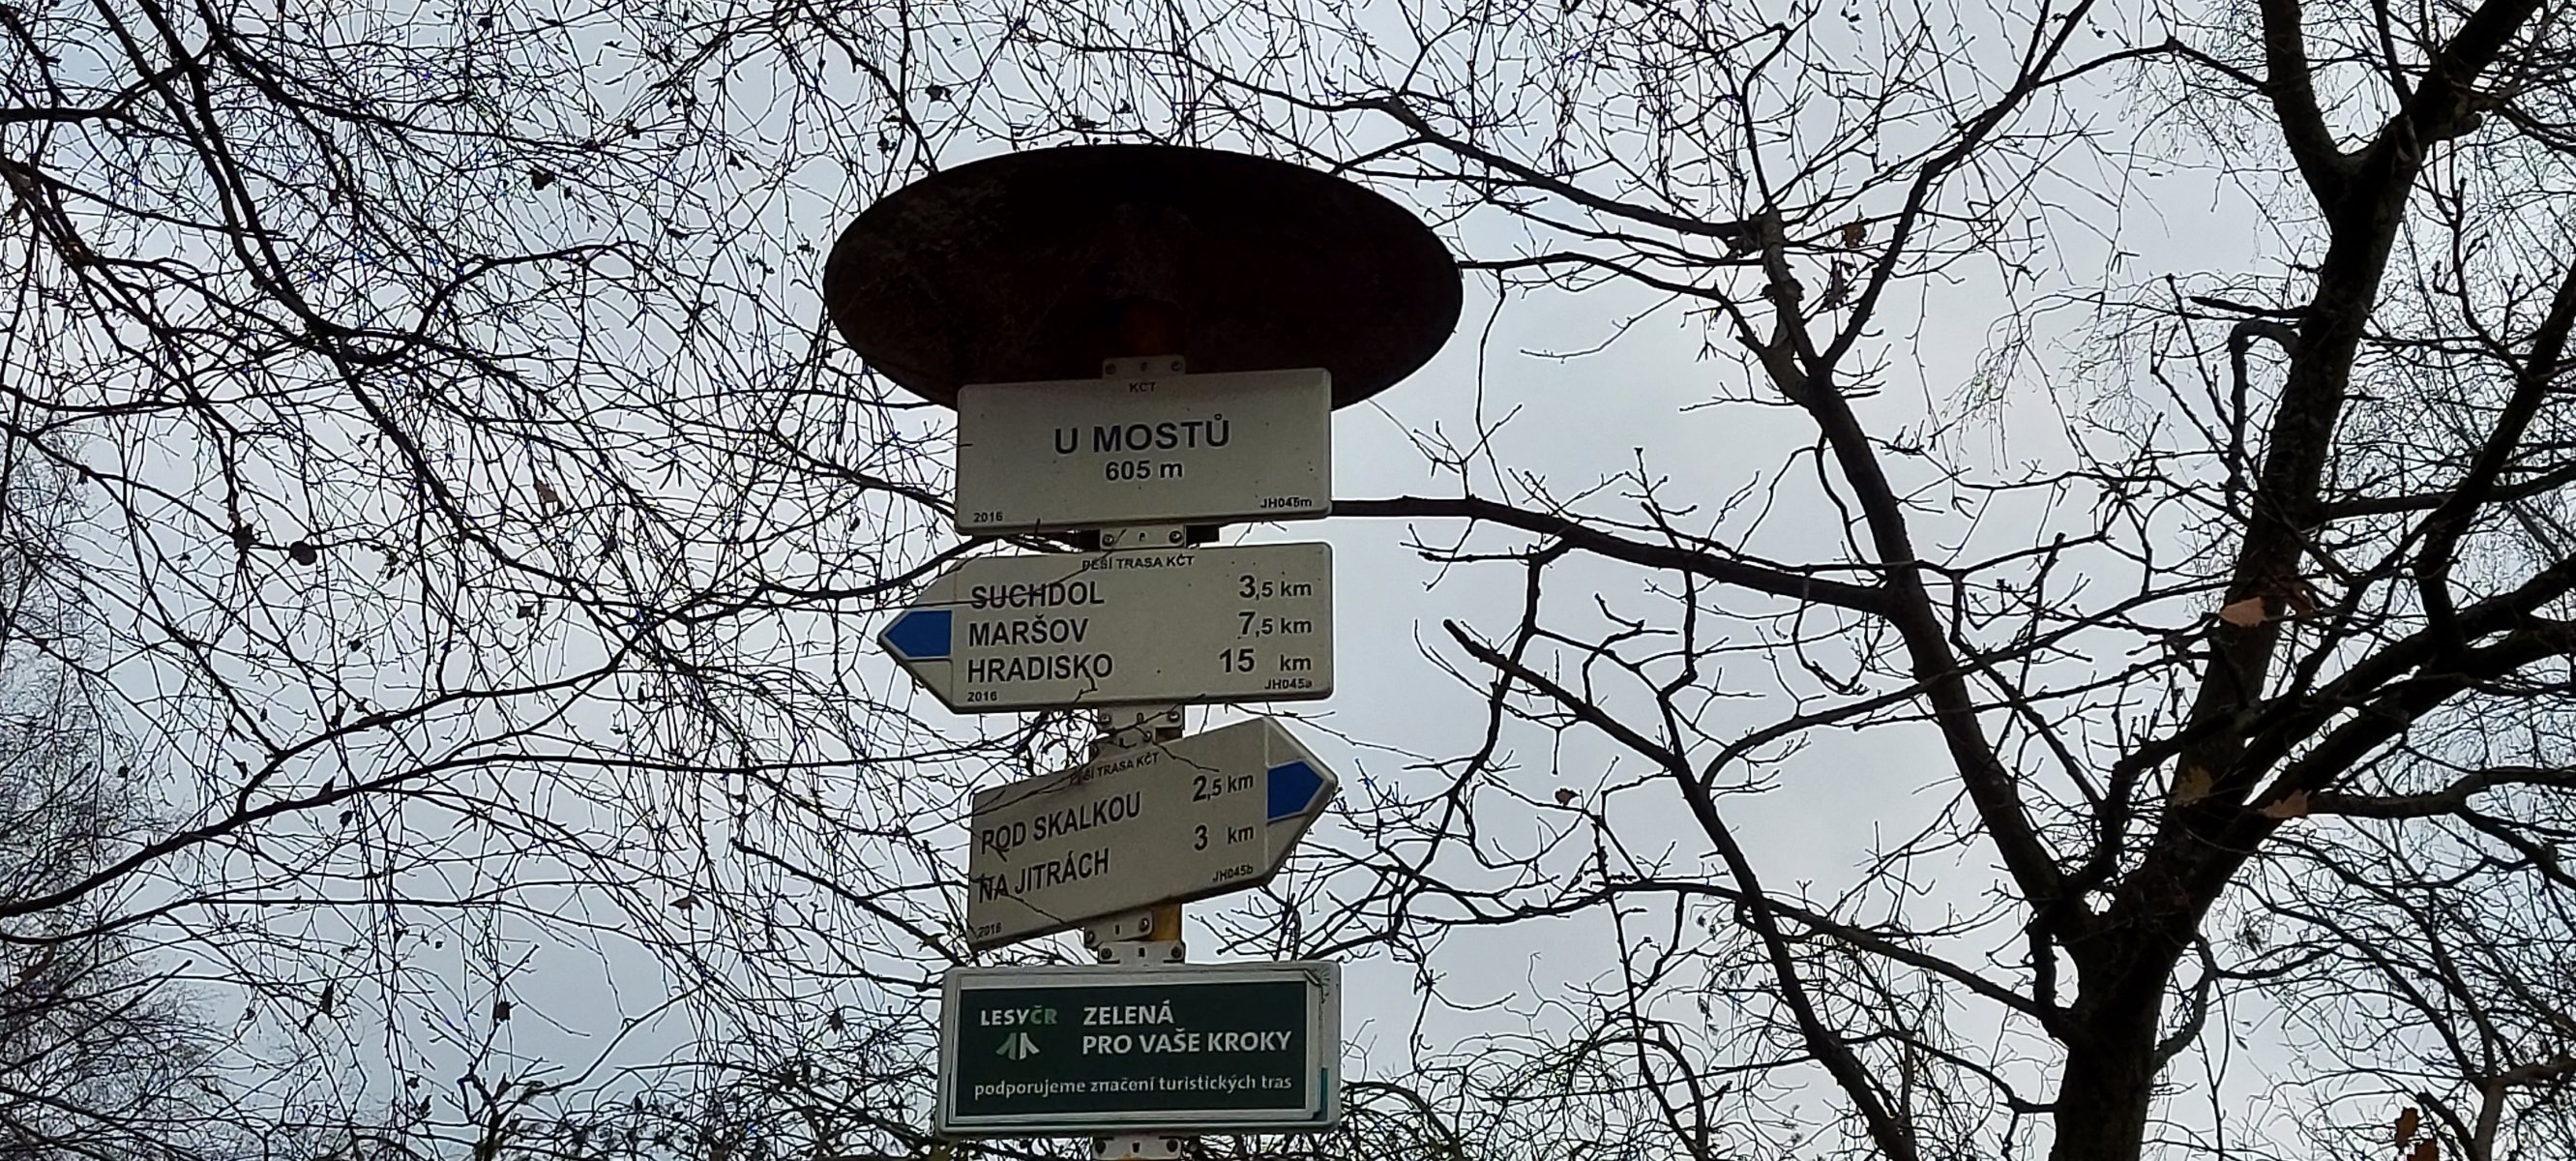 KČT
U MOSTŮ
605 m
2016 JH045m
PĚŠÍ TRASA KČT
SUCHDOL 3,5 km
MARŠOV 7,5 km
HRADISKO 15 km
2016 JH045a
PĚŠÍ TRASA KČT
POD SKALKOU 2,5 km
NA JITRÁCH 3 km
2016 JH045b
LESY ČR ZELENÁ
PRO VAŠE KROKY
podporujeme značení turistických tras